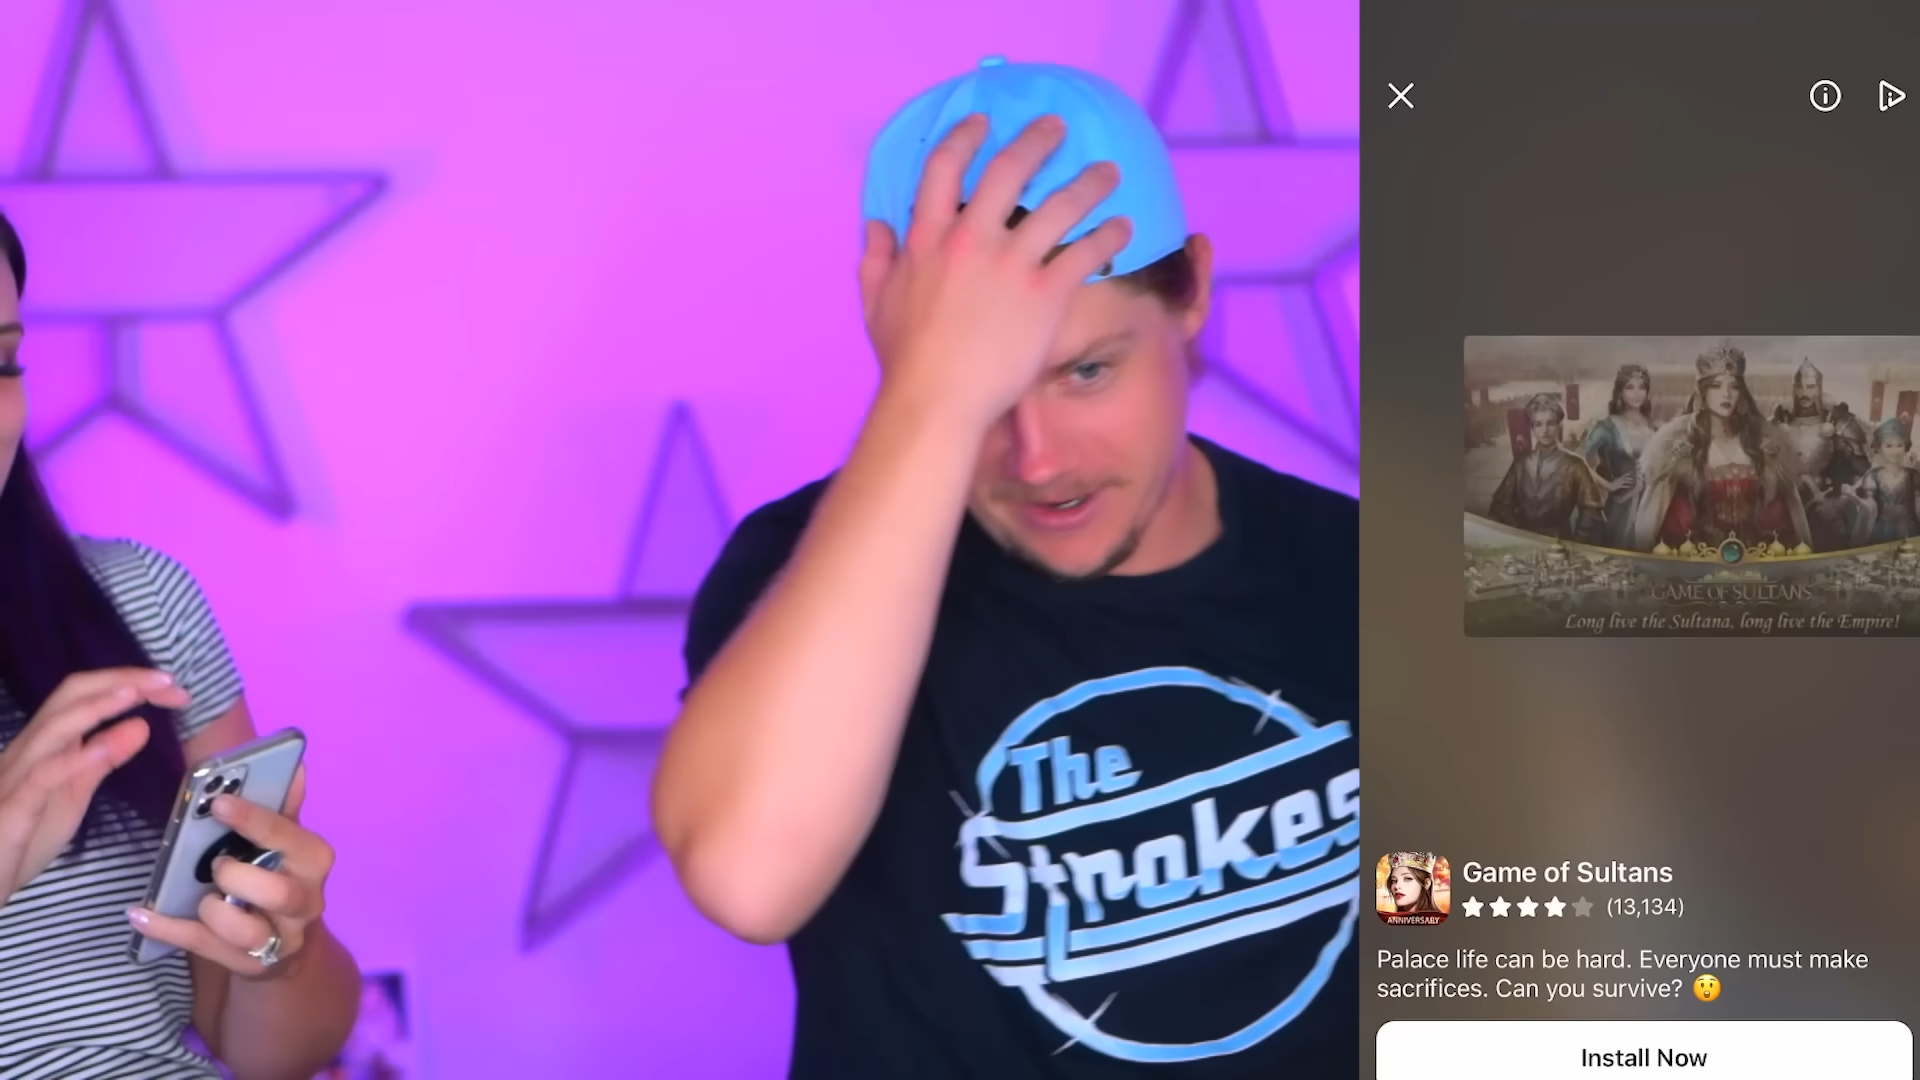 The
Strokes
GAME OF SULTANS
Long live the Sultana, long live the Empire!
ANNIVERSARY
Game of Sultans
(13,134)
Palace life can be hard. Everyone must make
sacrifices. Can you survive? 😲
Install Now